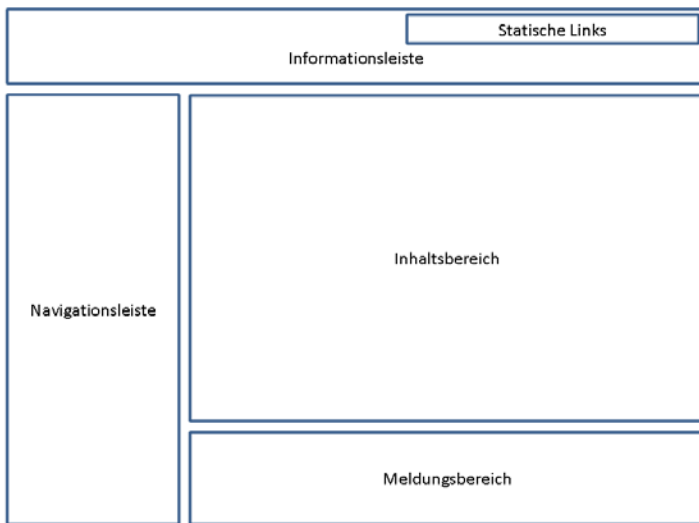 Statische Links
Informationsleiste
Navigationsleiste
Inhaltsbereich
Meldungsbereich